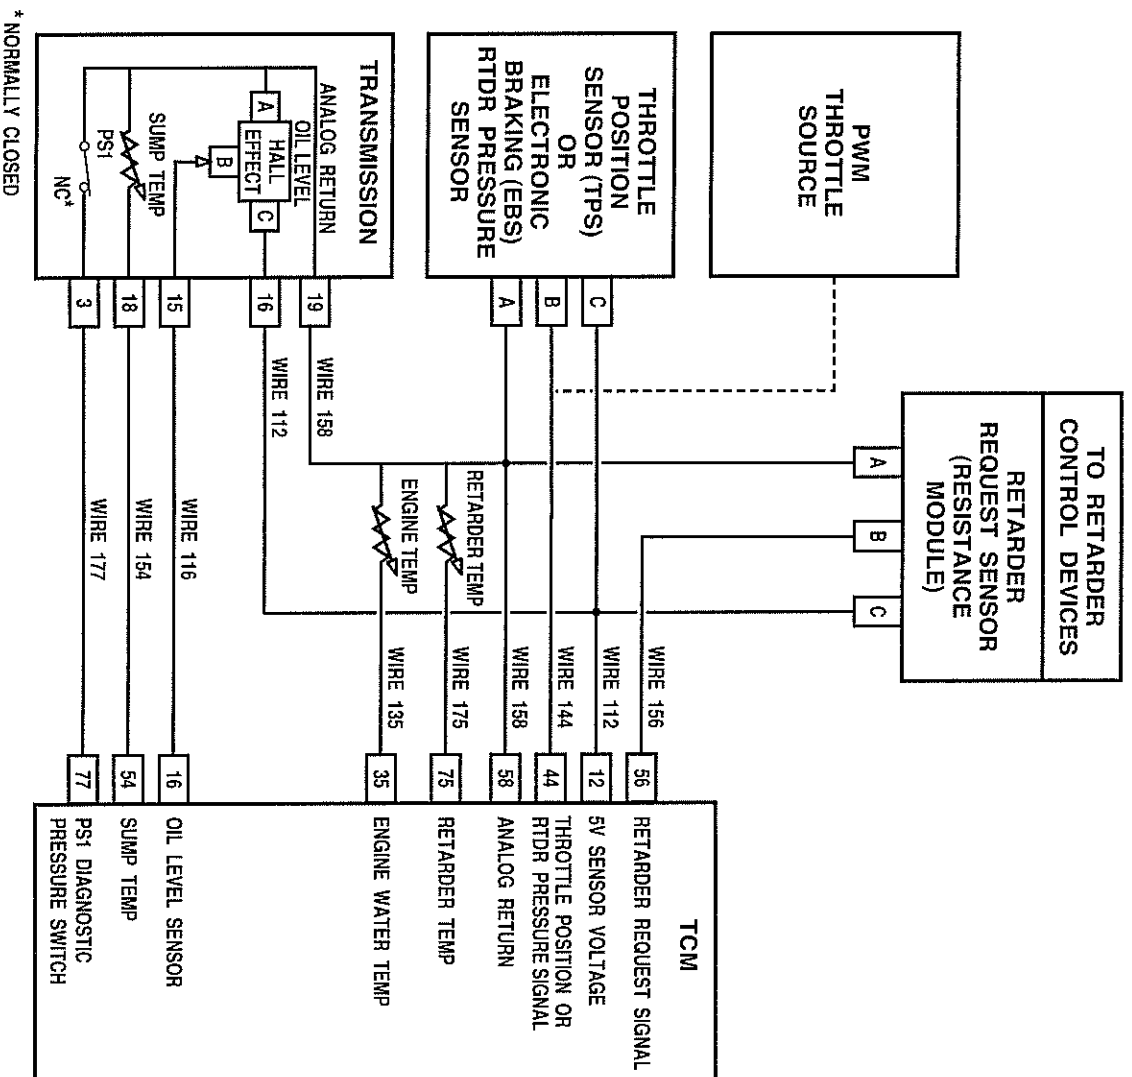 TO RETARDER
CONTROL DEVICES
RETARDER
REQUEST SENSOR
(RESISTANCE
MODULE)
A
B
C
PWM
THROTTLE
SOURCE
THROTTLE
POSITION
SENSOR (TPS)
OR
ELECTRONIC
BRAKING (EBS)
RTDR PRESSURE
SENSOR
C
B
A
TRANSMISSION
ANALOG RETURN
OIL LEVEL
A
HALL
EFFECT
B
C
SUMP TEMP
PS1
NC*
19
16
15
18
3
WIRE 158
WIRE 112
WIRE 116
WIRE 154
WIRE 177
RETARDER TEMP
ENGINE TEMP
WIRE 156
WIRE 112
WIRE 144
WIRE 158
WIRE 175
WIRE 135
56
12
44
58
75
35
16
54
77
TCM
RETARDER REQUEST SIGNAL
5V SENSOR VOLTAGE
THROTTLE POSITION OR
RTDR PRESSURE SIGNAL
ANALOG RETURN
RETARDER TEMP
ENGINE WATER TEMP
OIL LEVEL SENSOR
SUMP TEMP
PS1 DIAGNOSTIC
PRESSURE SWITCH
* NORMALLY CLOSED